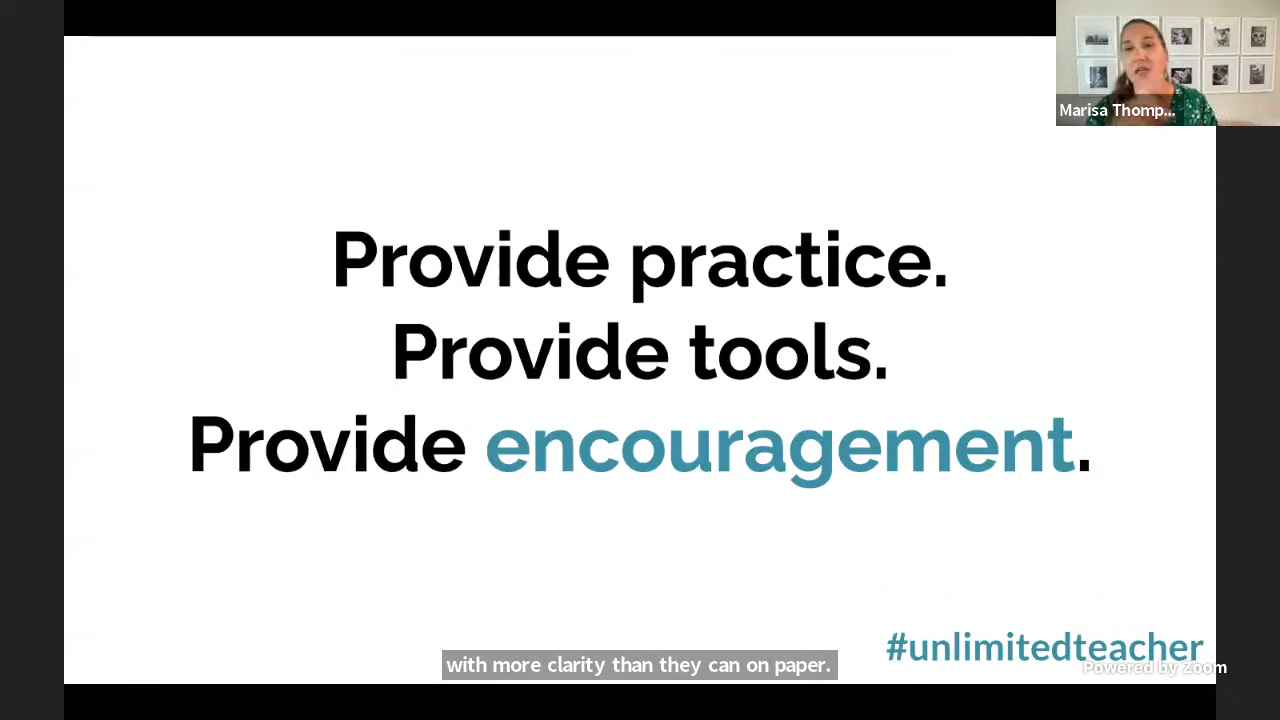 Marisa Thomp...
Provide practice.
Provide tools.
Provide encouragement.
#unlimitedteacher
with more clarity than they can on paper.
Powered by Zoom